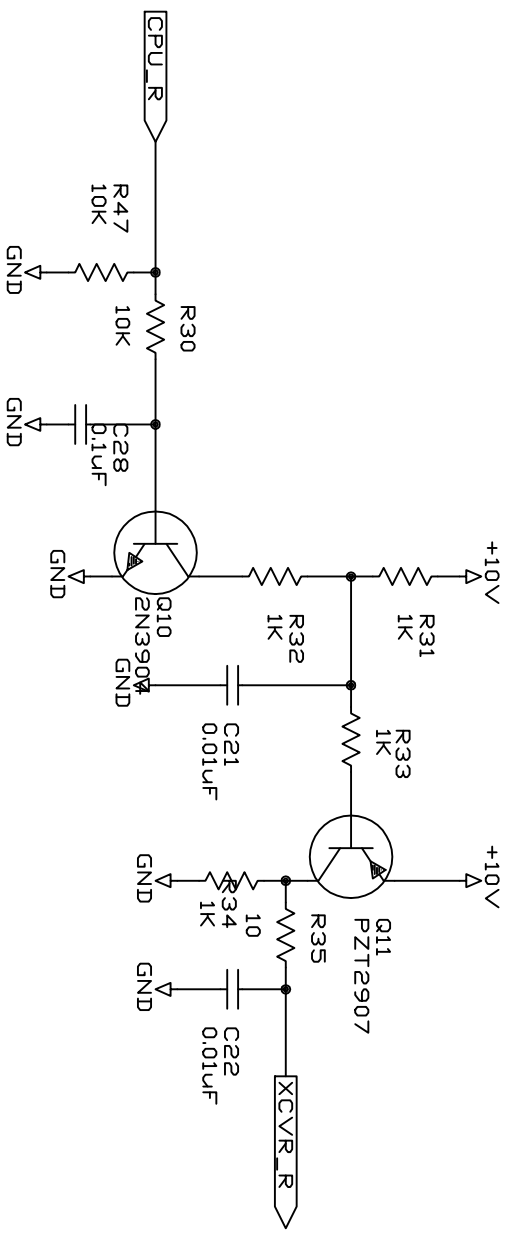 CPU_R
R47
10K
GND
R30
10K
C28
0.1uF
GND
Q10
2N3904
GND
R32
1K
R31
1K
+10V
C21
0.01uF
GND
R33
1K
Q11
PZT2907
+10V
R34
1K
GND
R35
10
C22
0.01uF
GND
XCVR_R